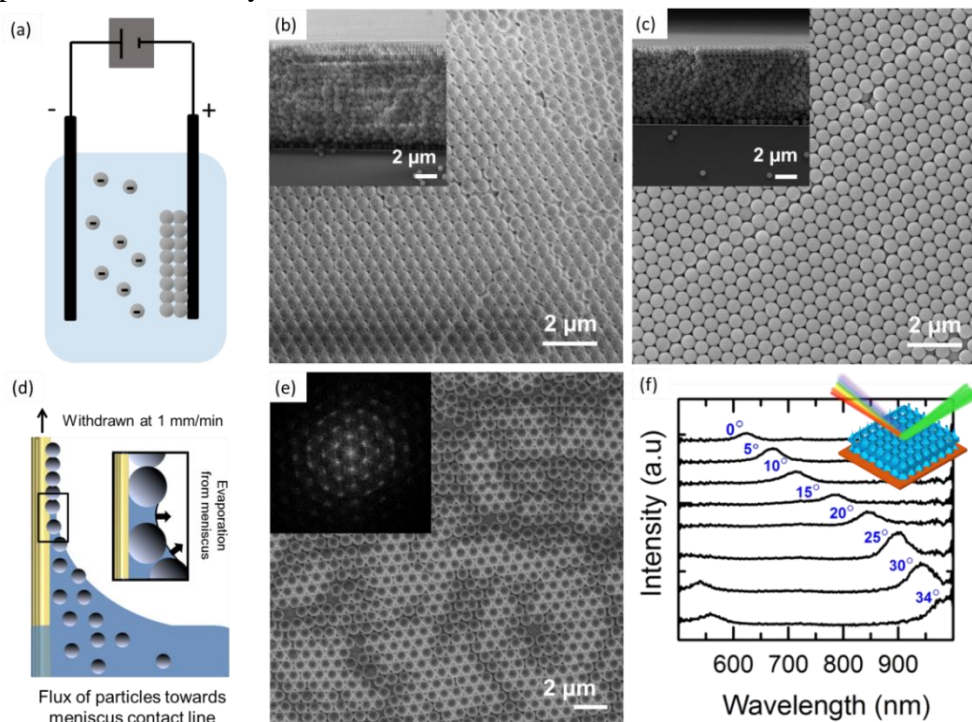 (a)
-
+
(b)
2 μm
2 μm
(c)
2 μm
2 μm
(d)
Withdrawn at 1 mm/min
Evaporation
from meniscus
Flux of particles towards
meniscus contact line
(e)
2 μm
(f)
0°
5°
10°
15°
20°
25°
30°
34°
Intensity (a.u)
600 700 800 900
Wavelength (nm)